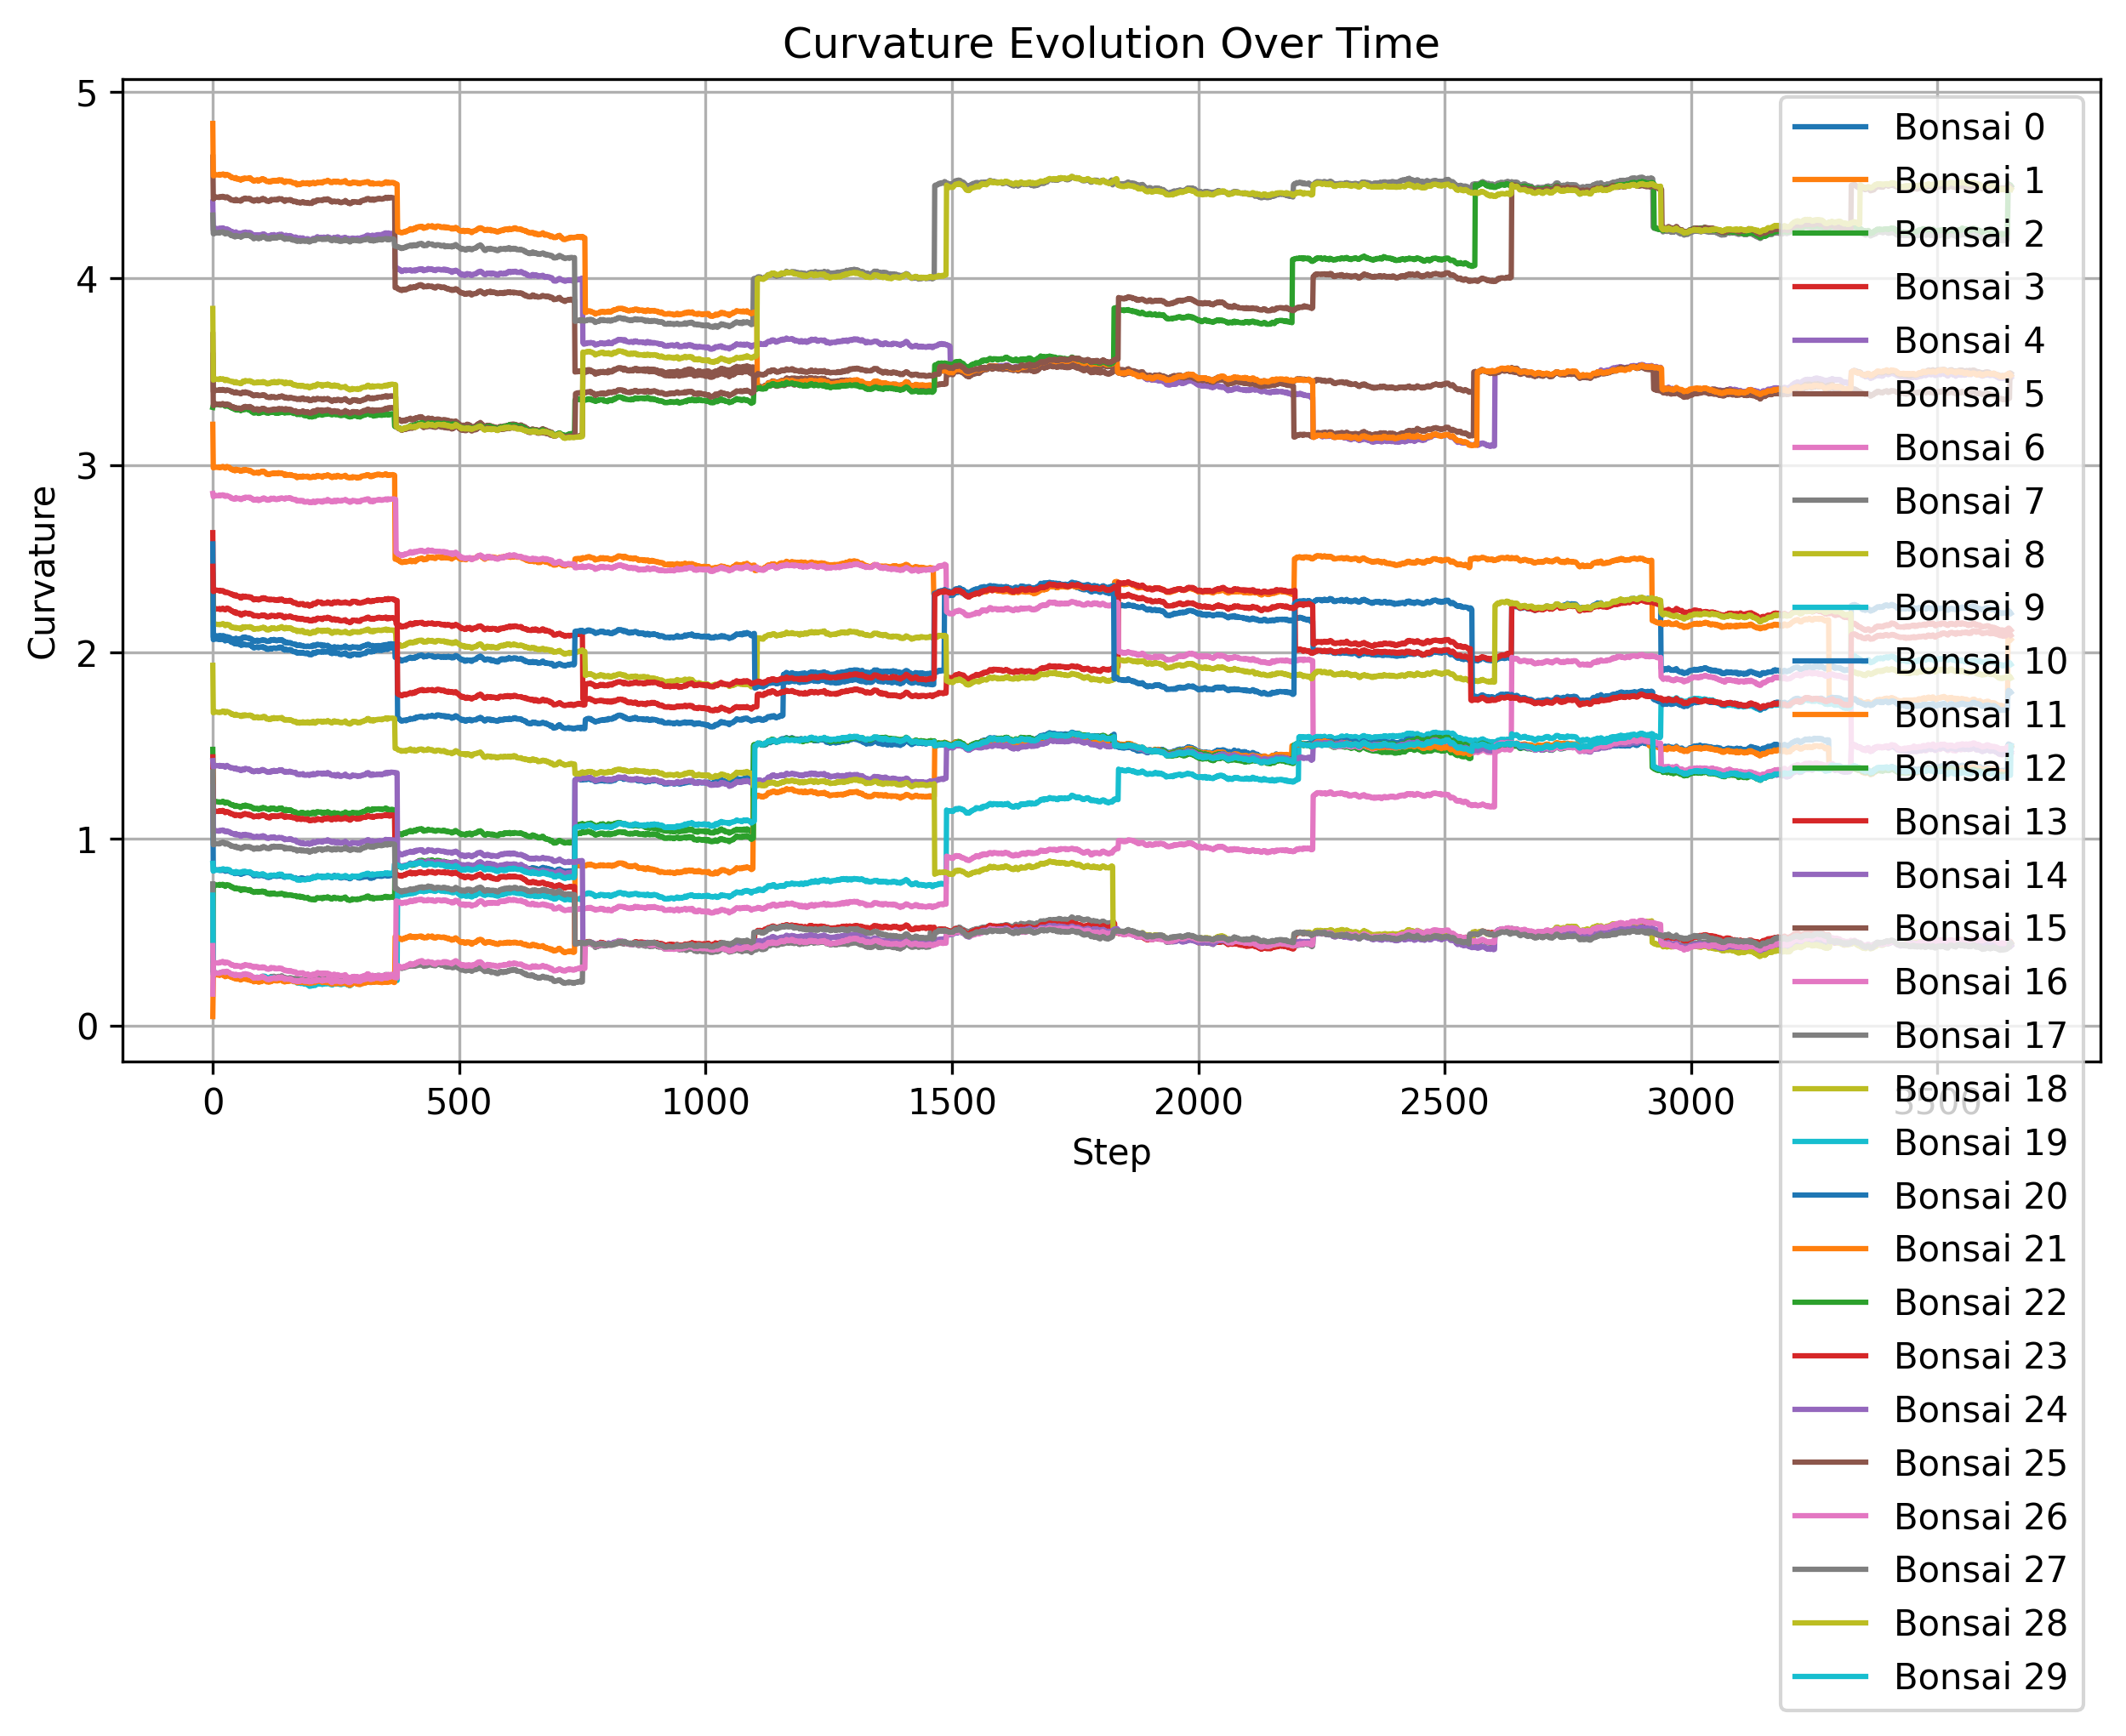 Curvature Evolution Over Time
5
4
3
2
1
0
Curvature
0 500 1000 1500 2000 2500 3000 3500
Step
Bonsai 0
Bonsai 1
Bonsai 2
Bonsai 3
Bonsai 4
Bonsai 5
Bonsai 6
Bonsai 7
Bonsai 8
Bonsai 9
Bonsai 10
Bonsai 11
Bonsai 12
Bonsai 13
Bonsai 14
Bonsai 15
Bonsai 16
Bonsai 17
Bonsai 18
Bonsai 19
Bonsai 20
Bonsai 21
Bonsai 22
Bonsai 23
Bonsai 24
Bonsai 25
Bonsai 26
Bonsai 27
Bonsai 28
Bonsai 29